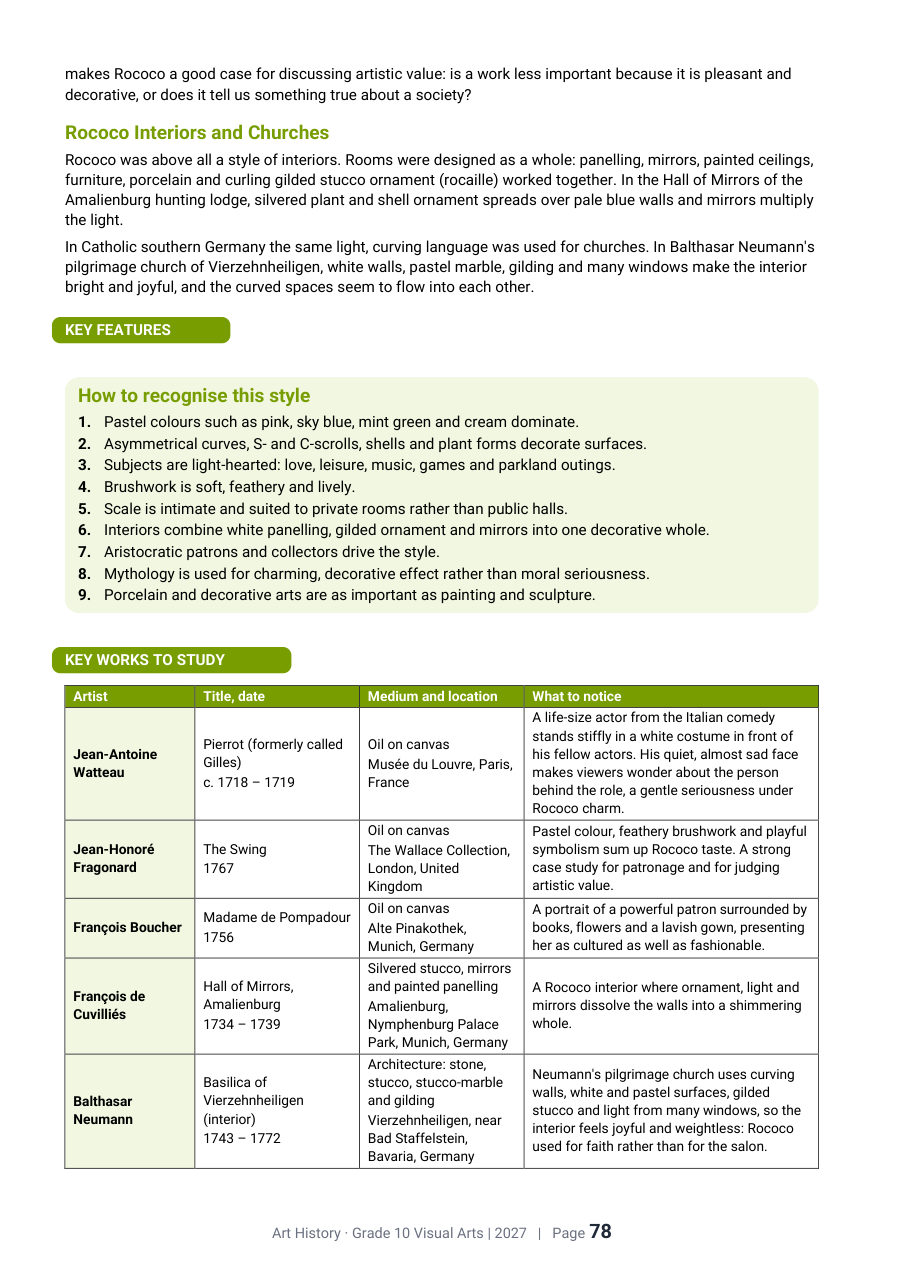 makes Rococo a good case for discussing artistic value: is a work less important because it is pleasant and
decorative, or does it tell us something true about a society?
Rococo Interiors and Churches
Rococo was above all a style of interiors. Rooms were designed as a whole: panelling, mirrors, painted ceilings,
furniture, porcelain and curling gilded stucco ornament (rocaille) worked together. In the Hall of Mirrors of the
Amalienburg hunting lodge, silvered plant and shell ornament spreads over pale blue walls and mirrors multiply
the light.
In Catholic southern Germany the same light, curving language was used for churches. In Balthasar Neumann's
pilgrimage church of Vierzehnheiligen, white walls, pastel marble, gilding and many windows make the interior
bright and joyful, and the curved spaces seem to flow into each other.
KEY FEATURES
How to recognise this style
1. Pastel colours such as pink, sky blue, mint green and cream dominate.
2. Asymmetrical curves, S- and C-scrolls, shells and plant forms decorate surfaces.
3. Subjects are light-hearted: love, leisure, music, games and parkland outings.
4. Brushwork is soft, feathery and lively.
5. Scale is intimate and suited to private rooms rather than public halls.
6. Interiors combine white panelling, gilded ornament and mirrors into one decorative whole.
7. Aristocratic patrons and collectors drive the style.
8. Mythology is used for charming, decorative effect rather than moral seriousness.
9. Porcelain and decorative arts are as important as painting and sculpture.
KEY WORKS TO STUDY
Artist
Title, date
Medium and location
What to notice
Jean-Antoine
Watteau
Pierrot (formerly called
Gilles)
c. 1718 – 1719
Oil on canvas
Musée du Louvre, Paris,
France
A life-size actor from the Italian comedy
stands stiffly in a white costume in front of
his fellow actors. His quiet, almost sad face
makes viewers wonder about the person
behind the role, a gentle seriousness under
Rococo charm.
Jean-Honoré
Fragonard
The Swing
1767
Oil on canvas
The Wallace Collection,
London, United
Kingdom
Pastel colour, feathery brushwork and playful
symbolism sum up Rococo taste. A strong
case study for patronage and for judging
artistic value.
François Boucher
Madame de Pompadour
1756
Oil on canvas
Alte Pinakothek,
Munich, Germany
A portrait of a powerful patron surrounded by
books, flowers and a lavish gown, presenting
her as cultured as well as fashionable.
François de
Cuvilliés
Hall of Mirrors,
Amalienburg
1734 – 1739
Silvered stucco, mirrors
and painted panelling
Amalienburg,
Nymphenburg Palace
Park, Munich, Germany
A Rococo interior where ornament, light and
mirrors dissolve the walls into a shimmering
whole.
Balthasar
Neumann
Basilica of
Vierzehnheiligen
(interior)
1743 – 1772
Architecture: stone,
stucco, stucco-marble
and gilding
Vierzehnheiligen, near
Bad Staffelstein,
Bavaria, Germany
Neumann's pilgrimage church uses curving
walls, white and pastel surfaces, gilded
stucco and light from many windows, so the
interior feels joyful and weightless: Rococo
used for faith rather than for the salon.
Art History · Grade 10 Visual Arts | 2027 | Page 78